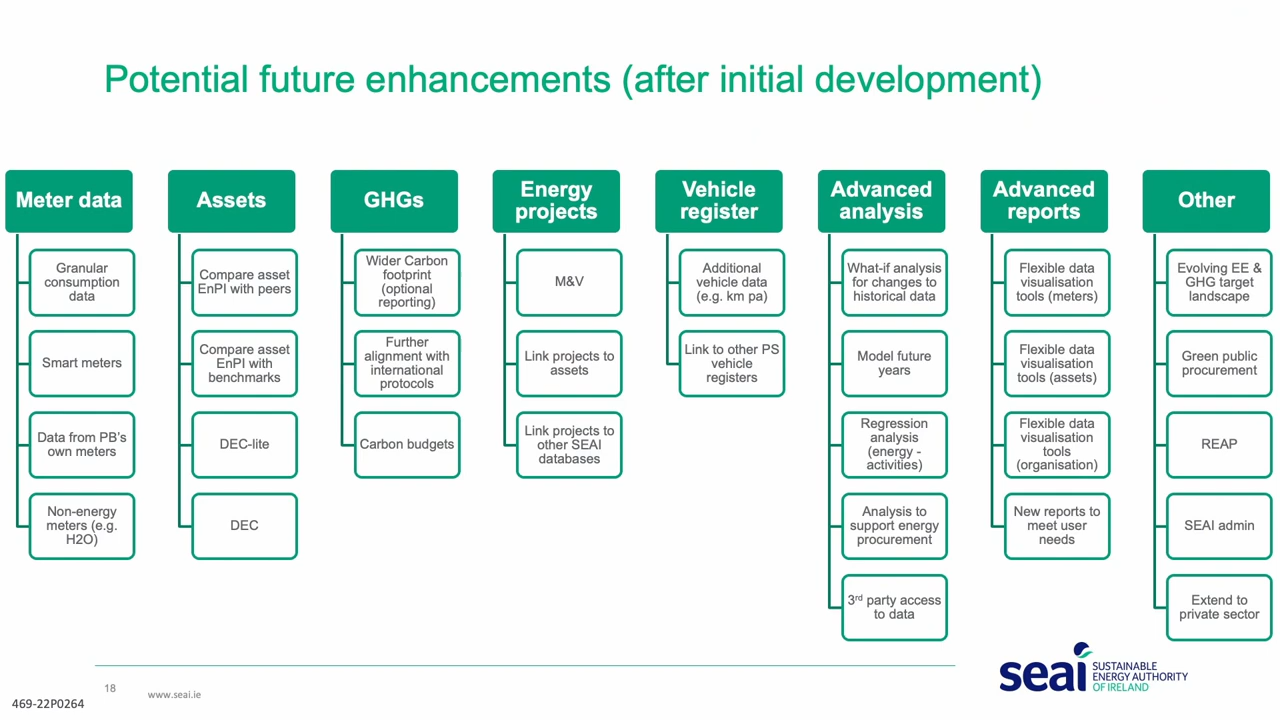 Potential future enhancements (after initial development)
Meter data
Granular
consumption
data
Smart meters
Data from PB's
own meters
Non-energy
meters (e.g.
H2O)
Assets
Compare asset
EnPI with peers
Compare asset
EnPI with
benchmarks
DEC-lite
DEC
GHGs
Wider Carbon
footprint
(optional
reporting)
Further
alignment with
international
protocols
Carbon budgets
Energy
projects
M&V
Link projects to
assets
Link projects to
other SEAI
databases
Vehicle
register
Additional
vehicle data
(e.g. km pa)
Link to other PS
vehicle
registers
Advanced
analysis
What-if analysis
for changes to
historical data
Model future
years
Regression
analysis
(energy -
activities)
Analysis to
support energy
procurement
3rd party access
to data
Advanced
reports
Flexible data
visualisation
tools (meters)
Flexible data
visualisation
tools (assets)
Flexible data
visualisation
tools
(organisation)
New reports to
meet user
needs
Other
Evolving EE &
GHG target
landscape
Green public
procurement
REAP
SEAI admin
Extend to
private sector
18
www.seai.ie
469-22P0264
seai
SUSTAINABLE
ENERGY AUTHORITY
OF IRELAND